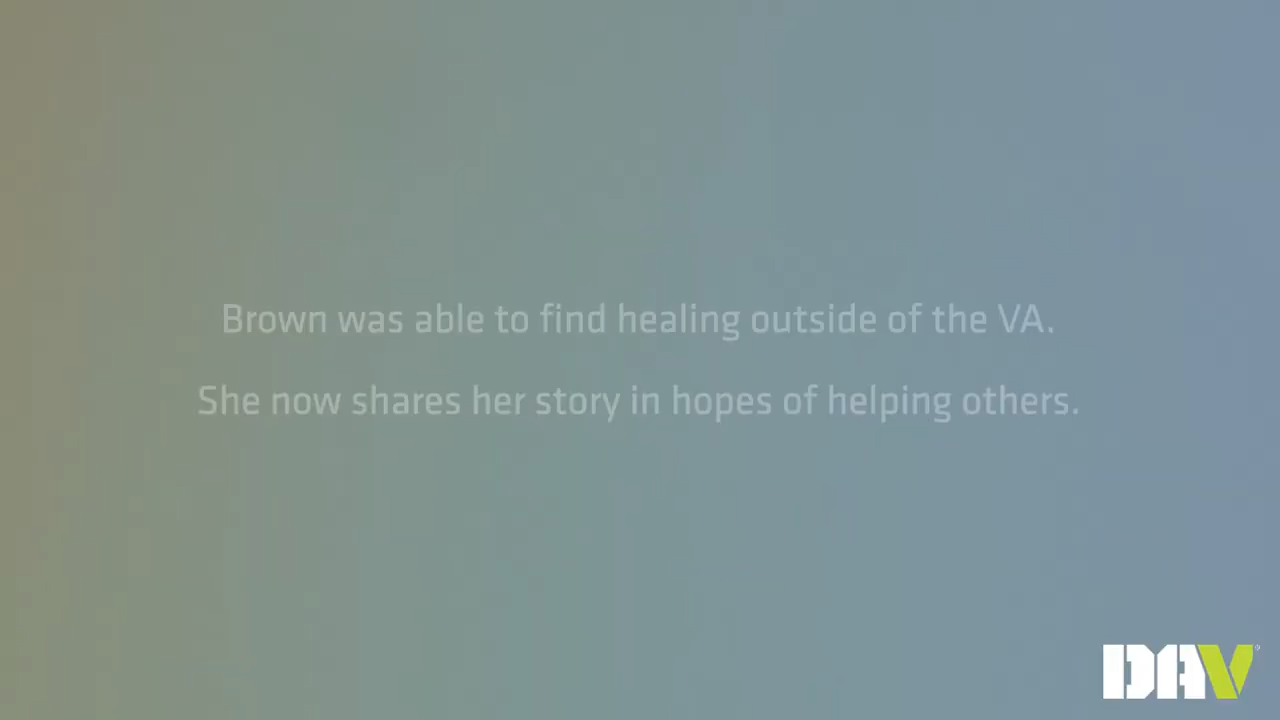 Brown was able to find healing outside of the VA.
She now shares her story in hopes of helping others.
DAV®